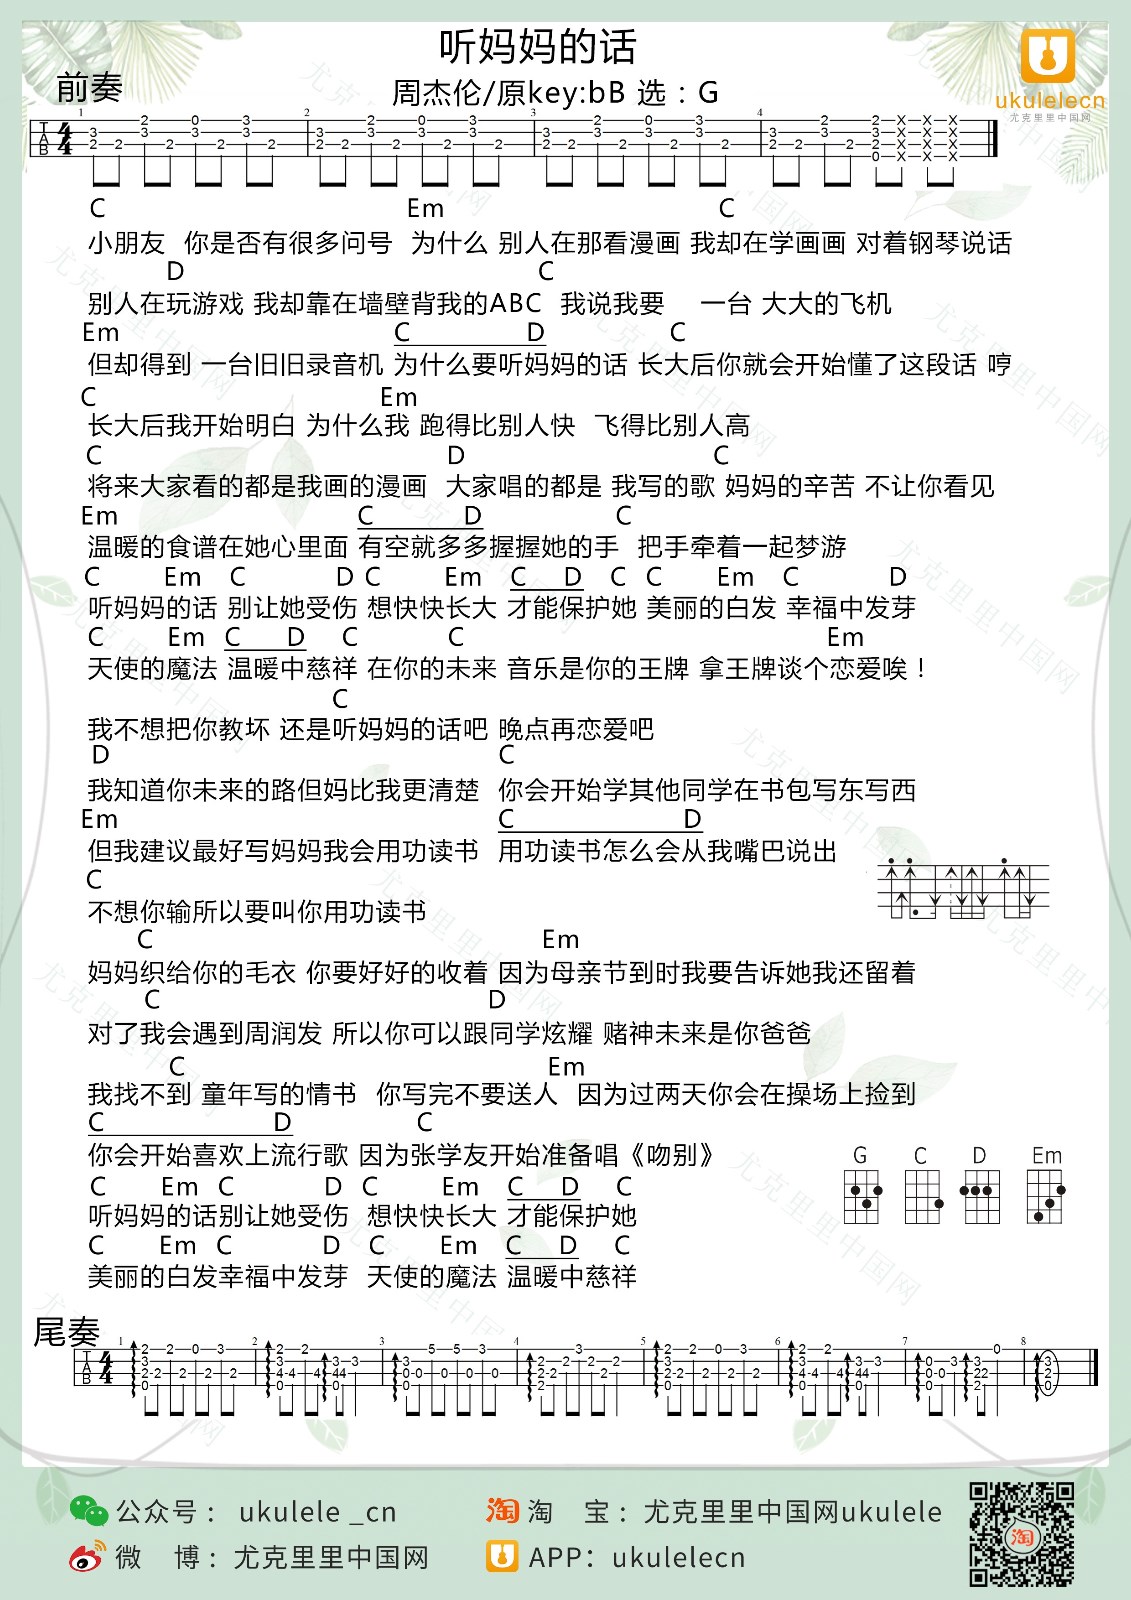 听妈妈的话
前奏
周杰伦/原key:bB 选：G
ukulelecn
尤克里里中国网
C Em C
小朋友 你是否有很多问号 为什么 别人在那看漫画 我却在学画画 对着钢琴说话
D C
别人在玩游戏 我却靠在墙壁背我的ABC 我说我要 一台 大大的飞机
Em C D C
但却得到 一台旧旧录音机 为什么要听妈妈的话 长大后你就会开始懂了这段话 哼
C Em
长大后我开始明白 为什么我 跑得比别人快 飞得比别人高
C D C
将来大家看的都是我画的漫画 大家唱的都是 我写的歌 妈妈的辛苦 不让你看见
Em C D C
温暖的食谱在她心里面 有空就多多握握她的手 把手牵着一起梦游
C Em C D C Em C D C C Em C D
听妈妈的话 别让她受伤 想快快长大 才能保护她 美丽的白发 幸福中发芽
C Em C D C C Em
天使的魔法 温暖中慈祥 在你的未来 音乐是你的王牌 拿王牌谈个恋爱唉！
C
我不想把你教坏 还是听妈妈的话吧 晚点再恋爱吧
D C
我知道你未来的路但妈比我更清楚 你会开始学其他同学在书包写东写西
Em C D
但我建议最好写妈妈我会用功读书 用功读书怎么会从我嘴巴说出
C
不想你输所以要叫你用功读书
C Em
妈妈织给你的毛衣 你要好好的收着 因为母亲节到时我要告诉她我还留着
C D
对了我会遇到周润发 所以你可以跟同学炫耀 赌神未来是你爸爸
C Em
我找不到 童年写的情书 你写完不要送人 因为过两天你会在操场上捡到
C D C
你会开始喜欢上流行歌 因为张学友开始准备唱《吻别》
G C D Em
C Em C D C Em C D C
听妈妈的话别让她受伤 想快快长大 才能保护她
C Em C D C Em C D C
美丽的白发幸福中发芽 天使的魔法 温暖中慈祥
尾奏
公众号： ukulele _cn
淘 宝：尤克里里中国网ukulele
微 博：尤克里里中国网
APP：ukulelecn
淘